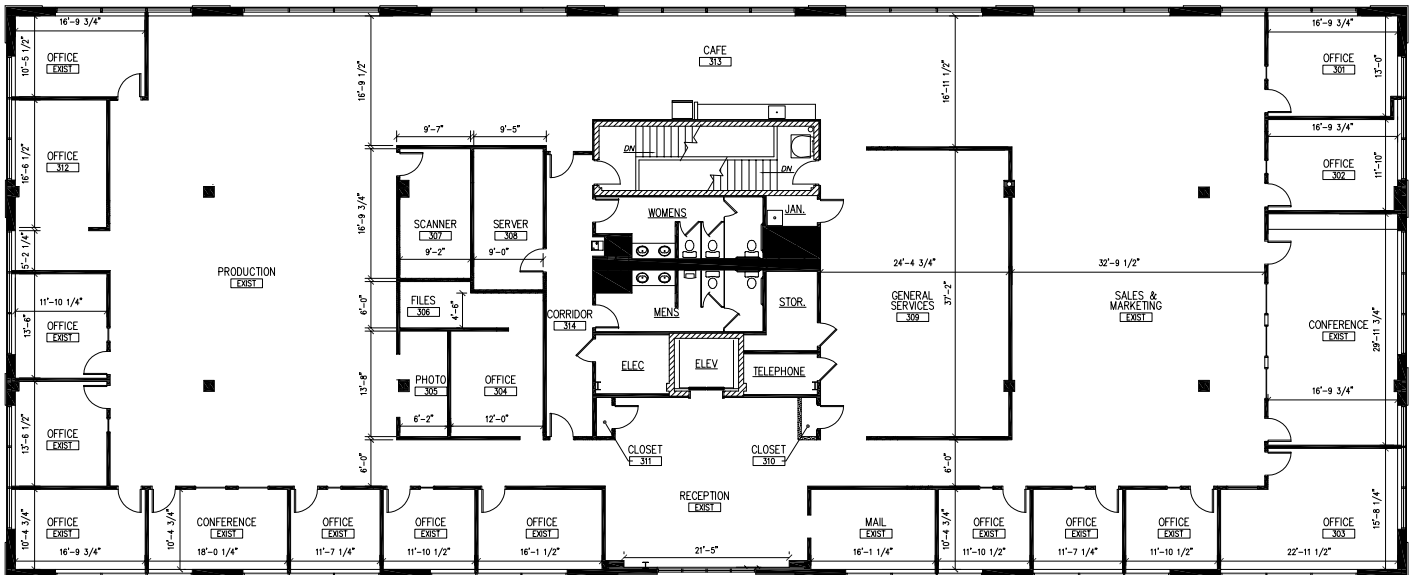 16'-9 3/4"
10'-5 1/2"
OFFICE
EXIST
16'-9 1/2"
CAFE
313
16'-11 1/2"
16'-9 3/4"
OFFICE
301
13'-0"
16'-6 1/2"
OFFICE
312
9'-7"
9'-5"
DN
DN
16'-9 3/4"
OFFICE
302
11'-10"
5'-2 1/4"
16'-9 3/4"
SCANNER
307
9'-2"
SERVER
308
9'-0"
WOMENS
JAN.
PRODUCTION
EXIST
24'-4 3/4"
32'-9 1/2"
11'-10 1/4"
13'-6"
OFFICE
EXIST
6'-0"
FILES
306
4'-6"
CORRIDOR
314
MENS
STOR.
GENERAL
SERVICES
309
37'-2"
SALES &
MARKETING
EXIST
CONFERENCE
EXIST
29'-11 3/4"
16'-9 3/4"
13'-8"
PHOTO
305
6'-2"
OFFICE
304
12'-0"
ELEC
ELEV
TELEPHONE
13'-6 1/2"
OFFICE
EXIST
6'-0"
CLOSET
311
CLOSET
310
6'-0"
10'-4 3/4"
OFFICE
EXIST
16'-9 3/4"
10'-4 3/4"
CONFERENCE
EXIST
18'-0 1/4"
OFFICE
EXIST
11'-7 1/4"
OFFICE
EXIST
11'-10 1/2"
OFFICE
EXIST
16'-1 1/2"
RECEPTION
EXIST
21'-5"
MAIL
EXIST
16'-1 1/4"
10'-4 3/4"
OFFICE
EXIST
11'-10 1/2"
OFFICE
EXIST
11'-7 1/4"
OFFICE
EXIST
11'-10 1/2"
OFFICE
303
22'-11 1/2"
15'-8 1/4"